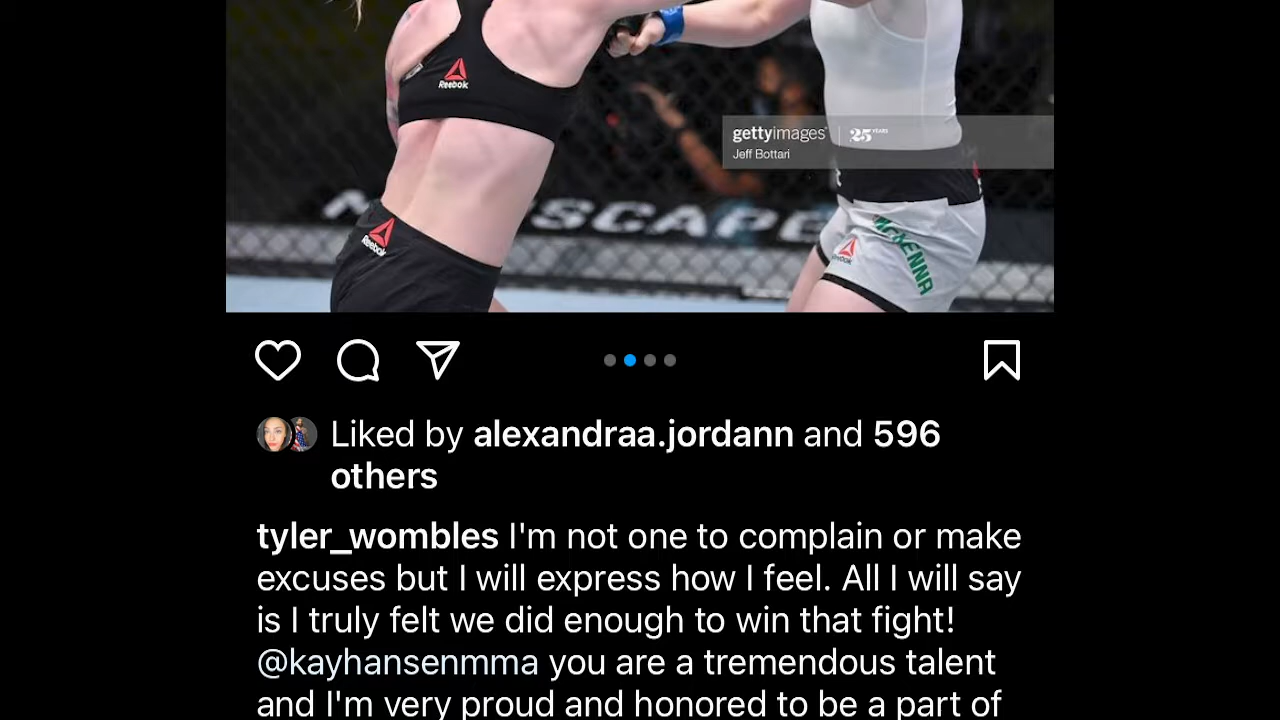 Reebok
gettyimages 25 YEARS
Jeff Bottari
SCAPE
Reebok
Reebok
MCKENNA
Liked by alexandraa.jordann and 596
others
tyler_wombles I'm not one to complain or make
excuses but I will express how I feel. All I will say
is I truly felt we did enough to win that fight!
@kayhansenmma you are a tremendous talent
and I'm very proud and honored to be a part of